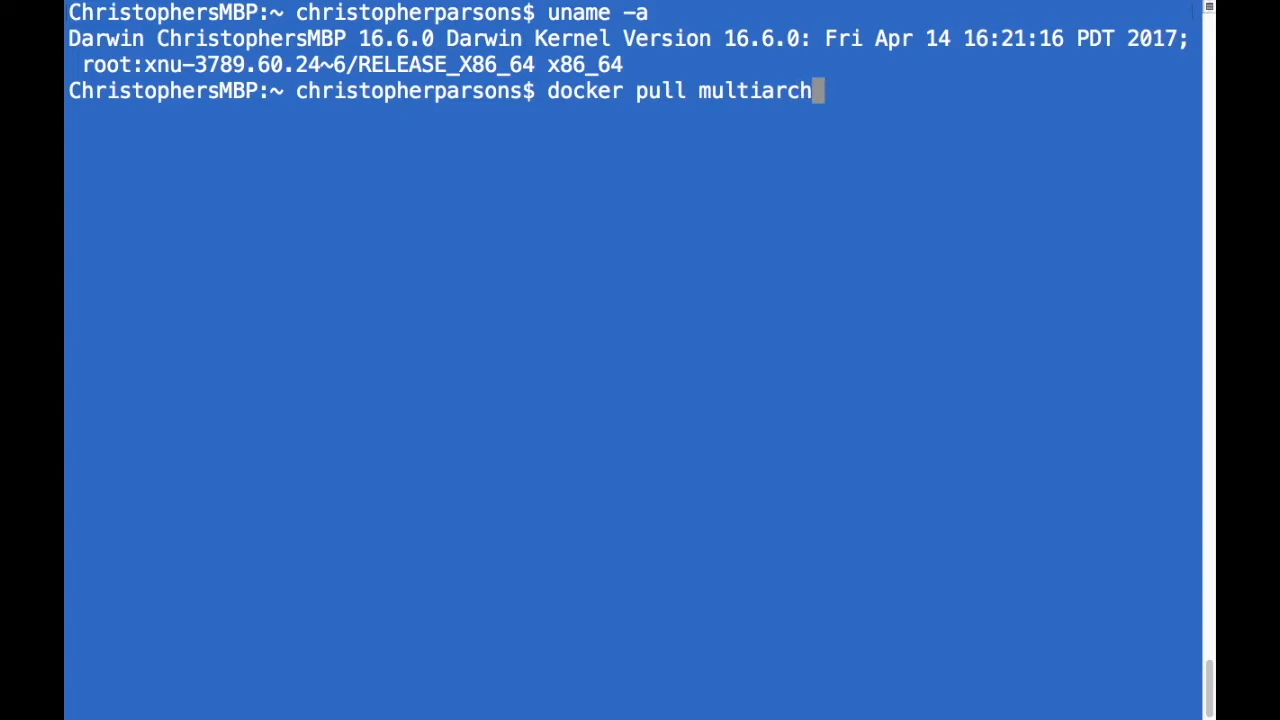 ChristophersMBP:~ christopherparsons$ uname -a
Darwin ChristophersMBP 16.6.0 Darwin Kernel Version 16.6.0: Fri Apr 14 16:21:16 PDT 2017;
root:xnu-3789.60.24~6/RELEASE_X86_64 x86_64
ChristophersMBP:~ christopherparsons$ docker pull multiarch